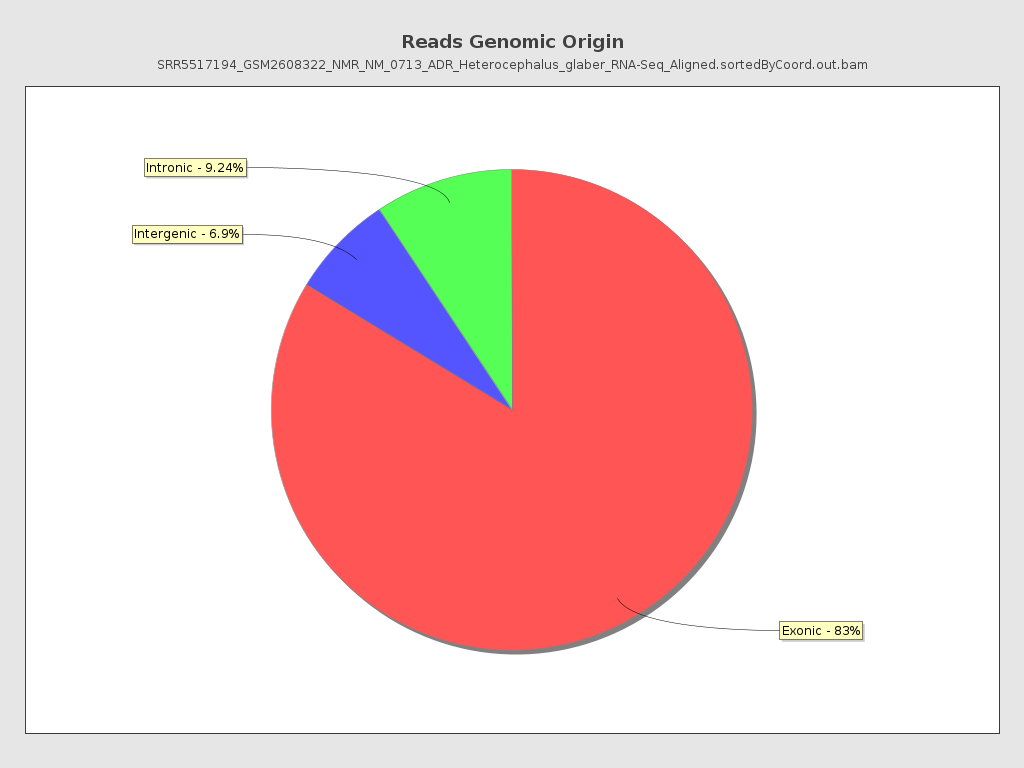 Reads Genomic Origin
SRR5517194_GSM2608322_NMR_NM_0713_ADR_Heterocephalus_glaber_RNA-Seq_Aligned.sortedByCoord.out.bam
Intronic - 9.24%
Intergenic - 6.9%
Exonic - 83%